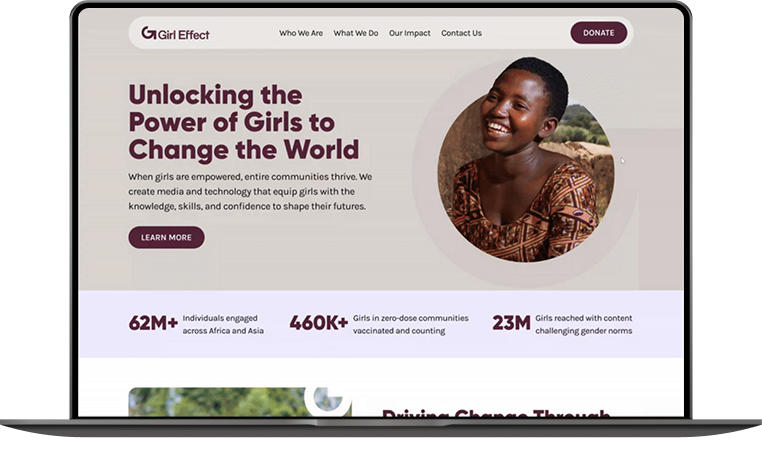 Girl Effect
Who We Are
What We Do
Our Impact
Contact Us
DONATE
Unlocking the
Power of Girls to
Change the World
When girls are empowered, entire communities thrive. We
create media and technology that equip girls with the
knowledge, skills, and confidence to shape their futures.
LEARN MORE
62M+
Individuals engaged
across Africa and Asia
460K+
Girls in zero-dose communities
vaccinated and counting
23M
Girls reached with content
challenging gender norms
Driving Change Through